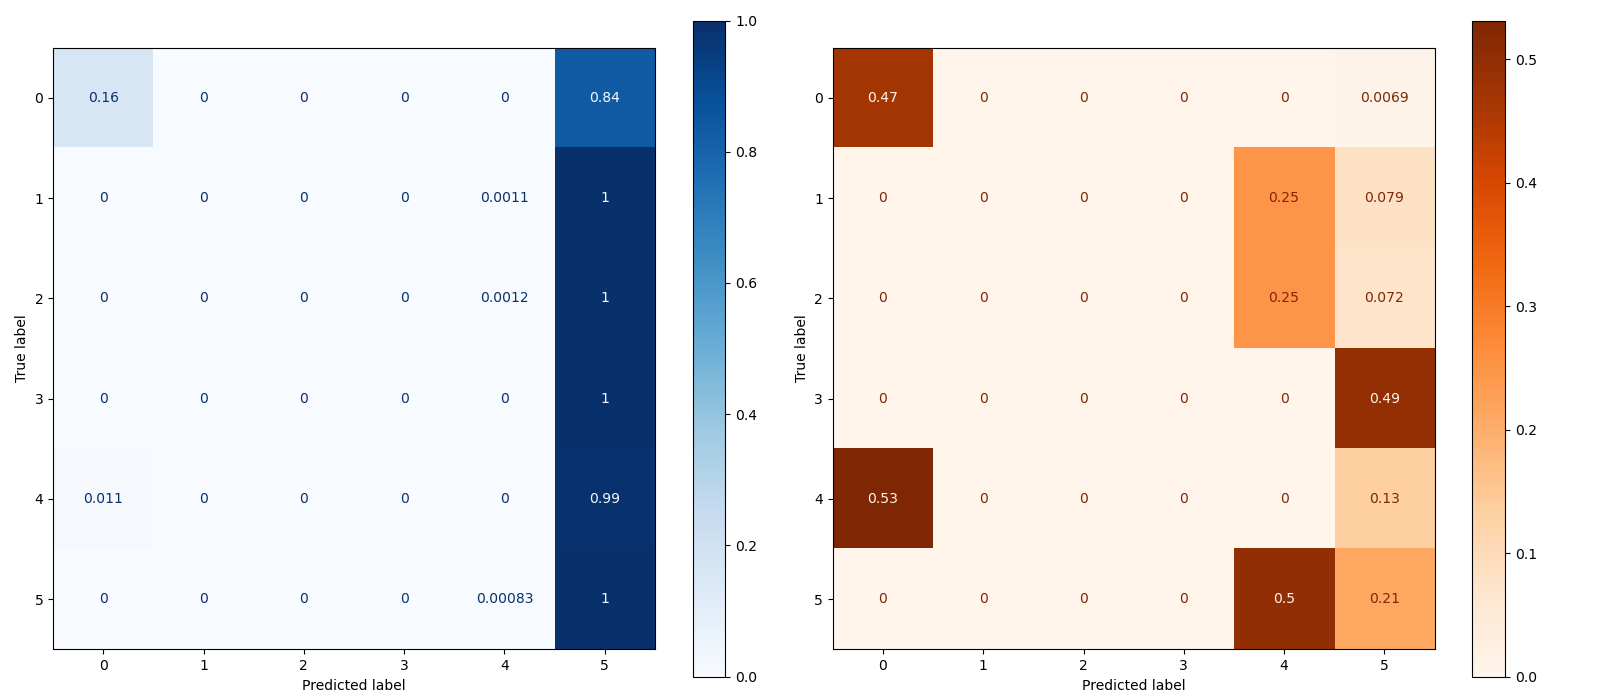 0 0.16 0 0 0 0 0.84
1 0 0 0 0 0.0011 1
2 0 0 0 0 0.0012 1
3 0 0 0 0 0 1
4 0.011 0 0 0 0 0.99
5 0 0 0 0 0.00083 1
0 1 2 3 4 5
Predicted label
True label
1.0
0.8
0.6
0.4
0.2
0.0
0 0.47 0 0 0 0 0.0069
1 0 0 0 0 0.25 0.079
2 0 0 0 0 0.25 0.072
3 0 0 0 0 0 0.49
4 0.53 0 0 0 0 0.13
5 0 0 0 0 0.5 0.21
0 1 2 3 4 5
Predicted label
True label
0.5
0.4
0.3
0.2
0.1
0.0